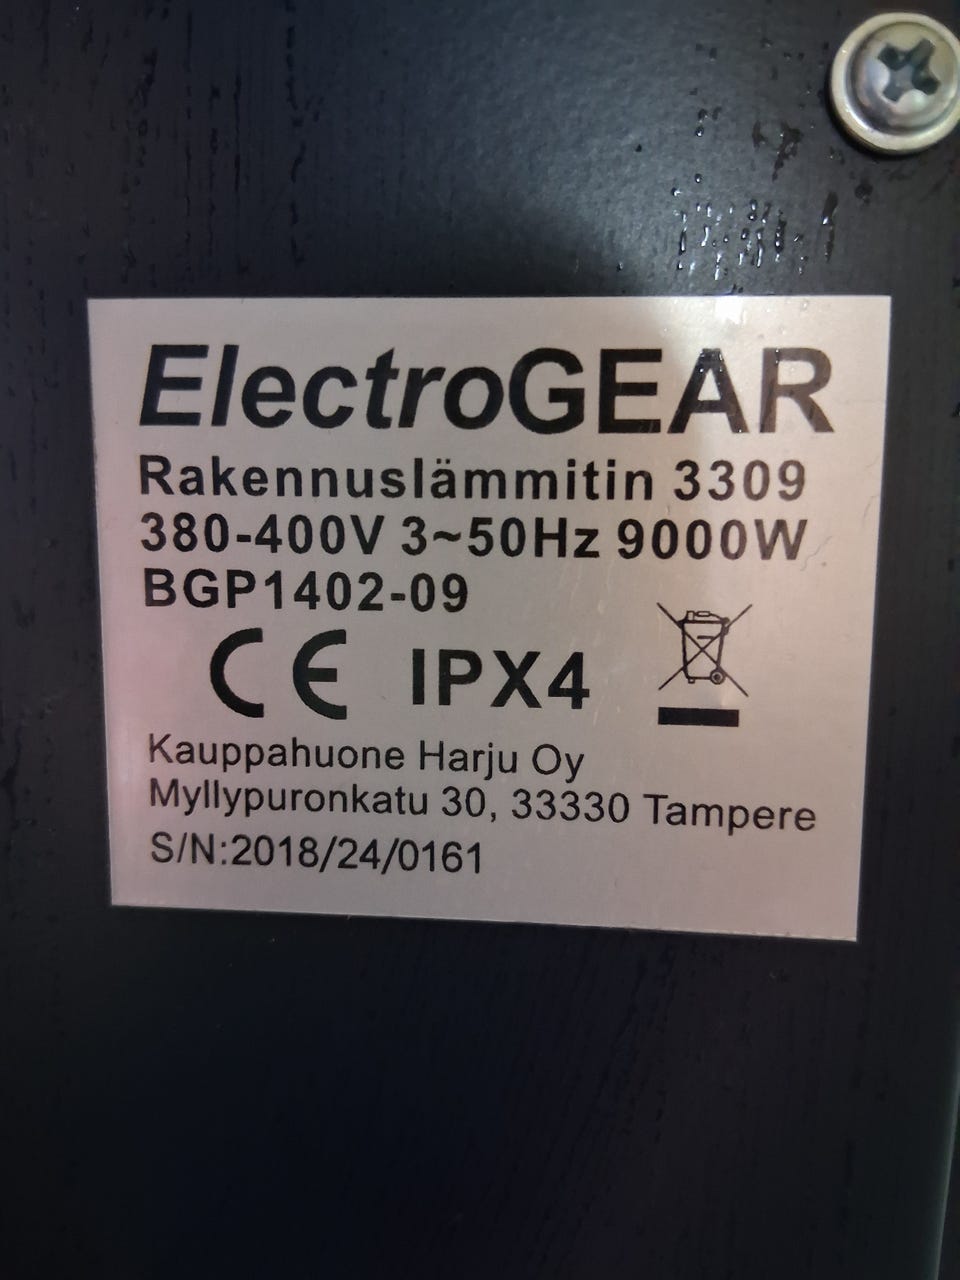 ElectroGEAR
Rakennuslämmitin 3309
380-400V 3~50Hz 9000W
BGP1402-09
CE IPX4
Kauppahuone Harju Oy
Myllypuronkatu 30, 33330 Tampere
S/N:2018/24/0161